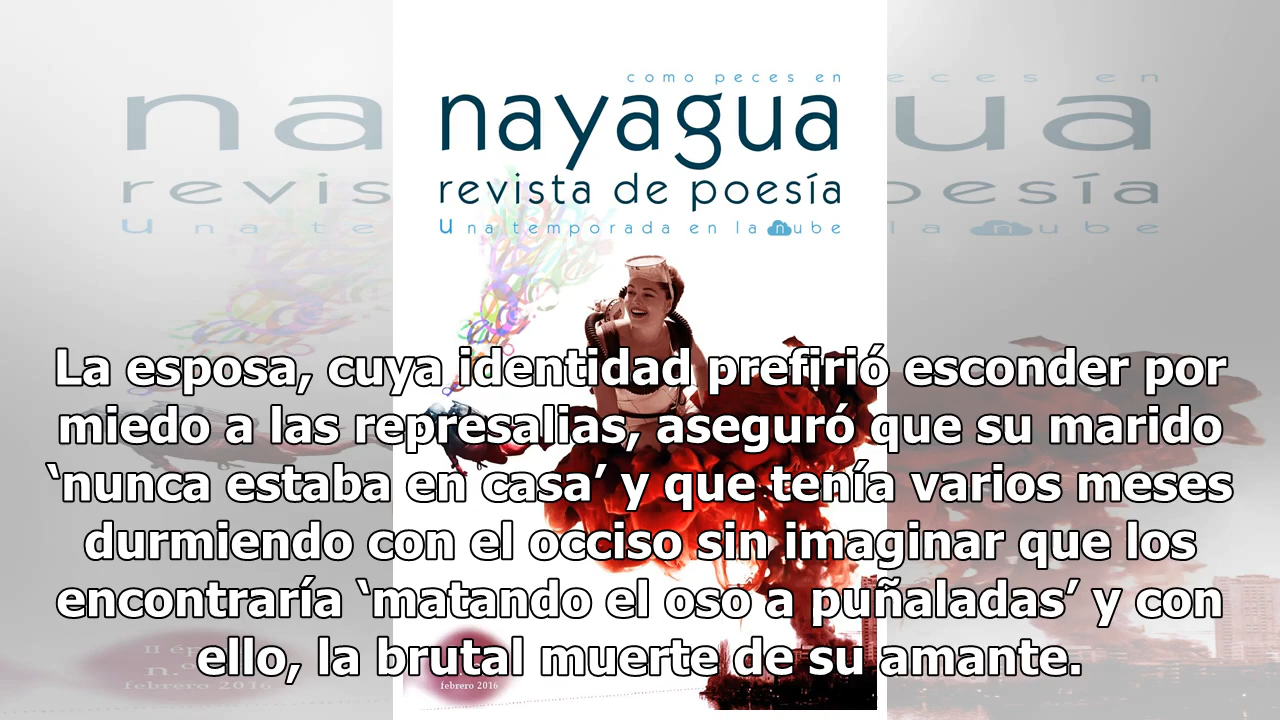 como peces en
nayagua
revista de poesía
una temporada en la nube
La esposa, cuya identidad prefirió esconder por
miedo a las represalias, aseguró que su marido
‘nunca estaba en casa’ y que tenía varios meses
durmiendo con el occiso sin imaginar que los
encontraría ‘matando el oso a puñaladas’ y con
ello, la brutal muerte de su amante.
febrero 2016